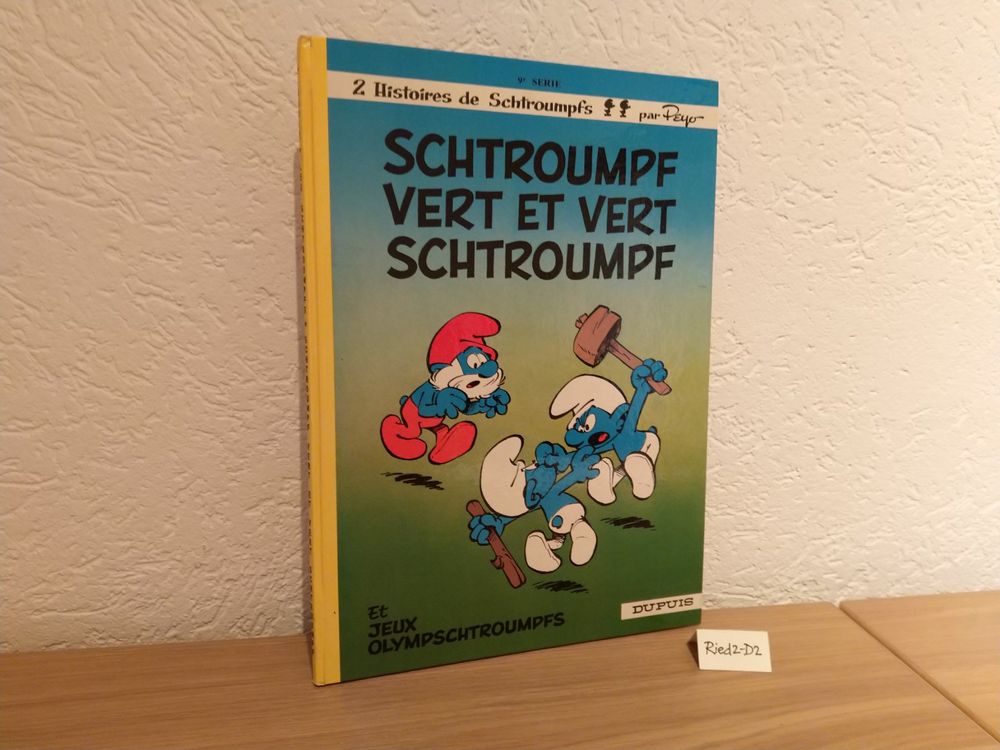 9e SERIE
2 Histoires de Schtroumpfs par Peyo
SCHTROUMPF
VERT ET VERT
SCHTROUMPF
Et
JEUX
OLYMPSCHTROUMPFS
DUPUIS
Ried2-D2